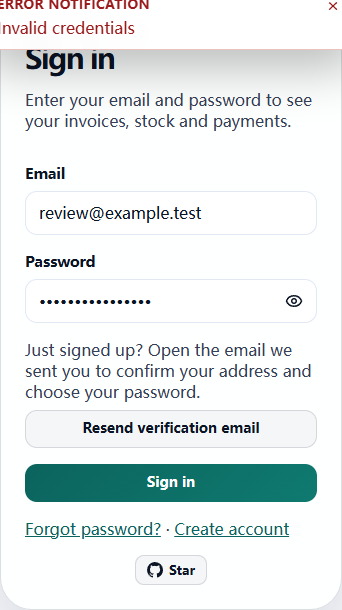 ERROR NOTIFICATION
Invalid credentials
Sign in
Enter your email and password to see
your invoices, stock and payments.
Email
review@example.test
Password
Just signed up? Open the email we
sent you to confirm your address and
choose your password.
Resend verification email
Sign in
Forgot password? · Create account
Star